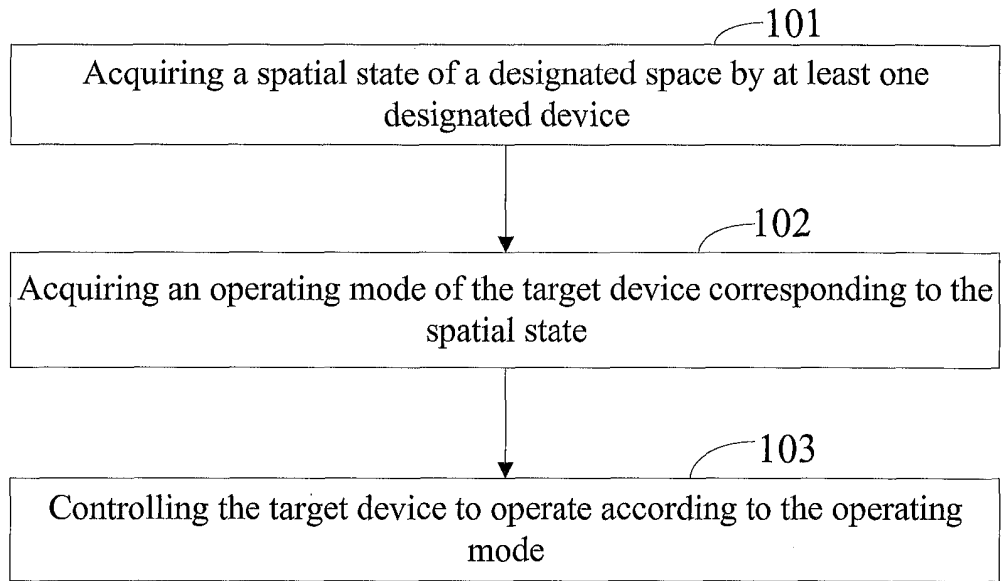 101
Acquiring a spatial state of a designated space by at least one
designated device
102
Acquiring an operating mode of the target device corresponding to the
spatial state
103
Controlling the target device to operate according to the operating
mode